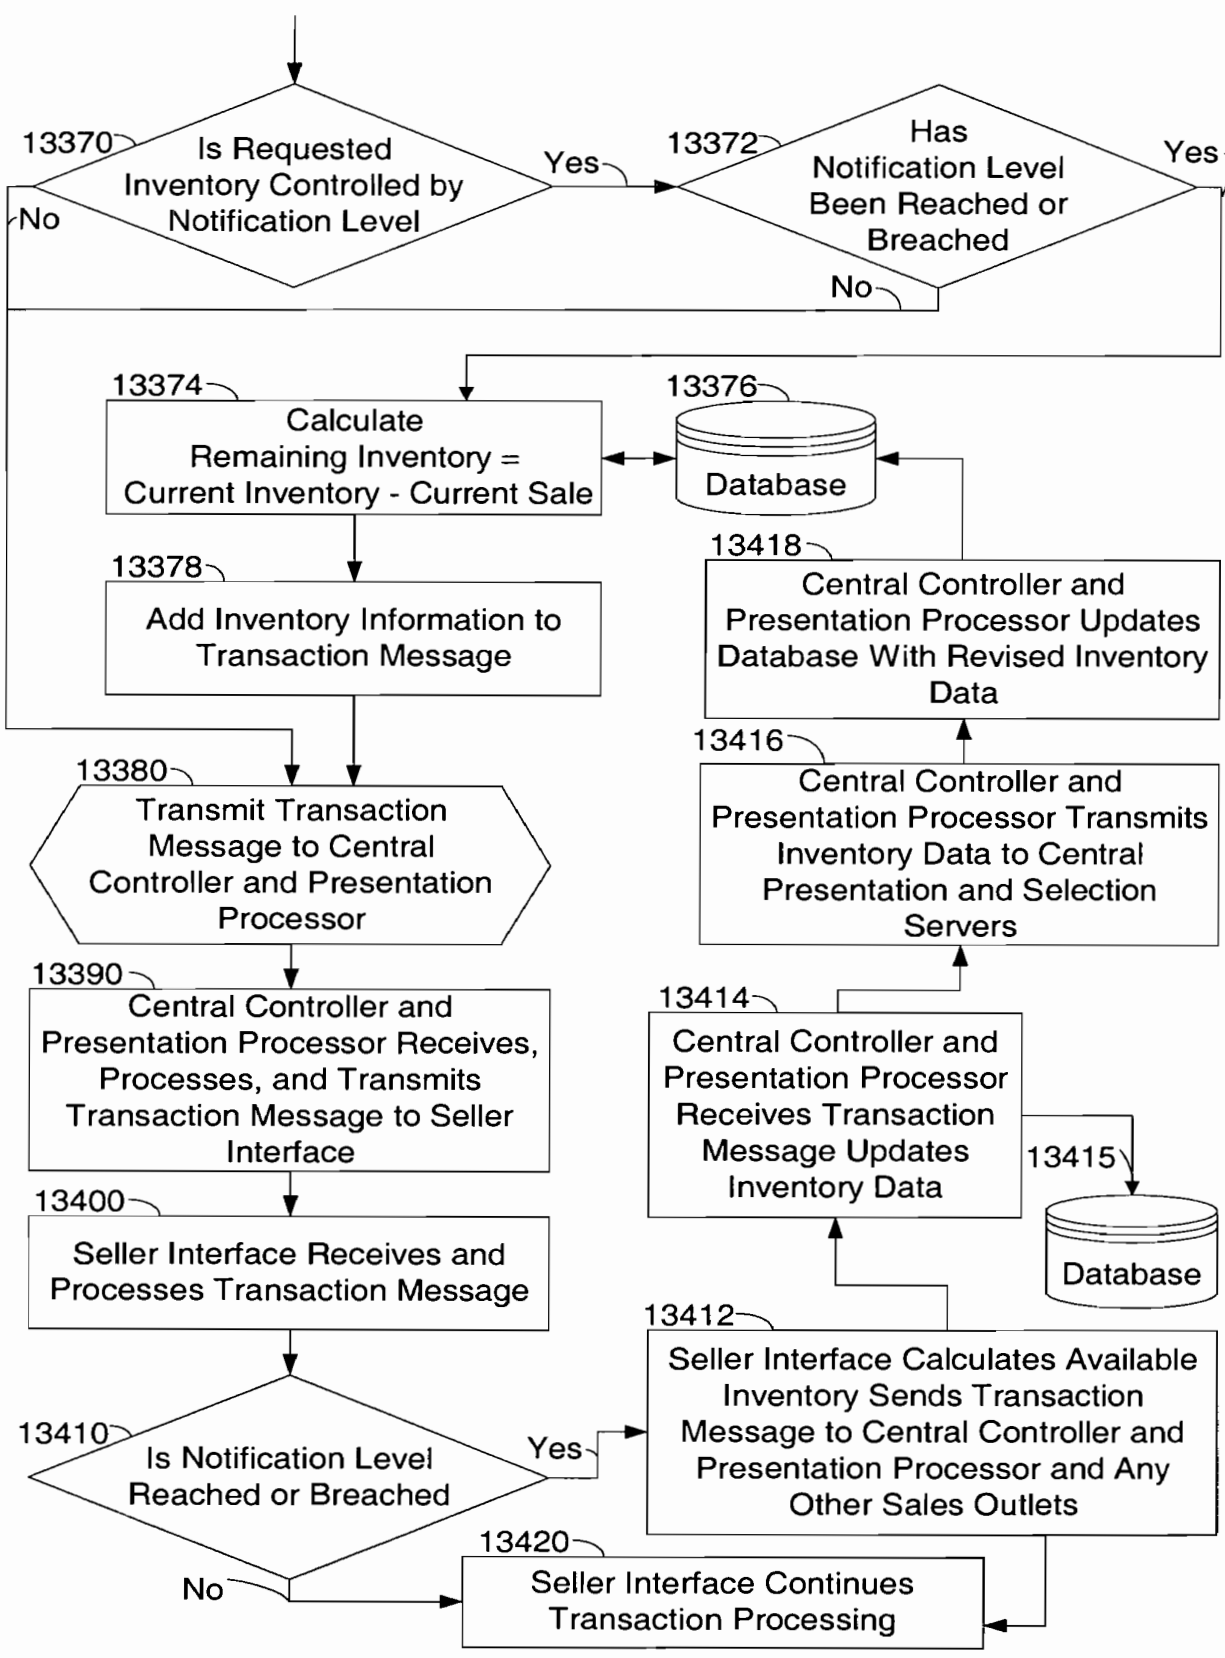 13370
Is Requested
Inventory Controlled by
Notification Level
Yes
No
13372
Has
Notification Level
Been Reached or
Breached
Yes
No
13374
Calculate
Remaining Inventory =
Current Inventory - Current Sale
13376
Database
13378
Add Inventory Information to
Transaction Message
13418
Central Controller and
Presentation Processor Updates
Database With Revised Inventory
Data
13416
Central Controller and
Presentation Processor Transmits
Inventory Data to Central
Presentation and Selection
Servers
13380
Transmit Transaction
Message to Central
Controller and Presentation
Processor
13390
Central Controller and
Presentation Processor Receives,
Processes, and Transmits
Transaction Message to Seller
Interface
13414
Central Controller and
Presentation Processor
Receives Transaction
Message Updates
Inventory Data
13415
Database
13400
Seller Interface Receives and
Processes Transaction Message
13412
Seller Interface Calculates Available
Inventory Sends Transaction
Message to Central Controller and
Presentation Processor and Any
Other Sales Outlets
13410
Is Notification Level
Reached or Breached
Yes
No
13420
Seller Interface Continues
Transaction Processing